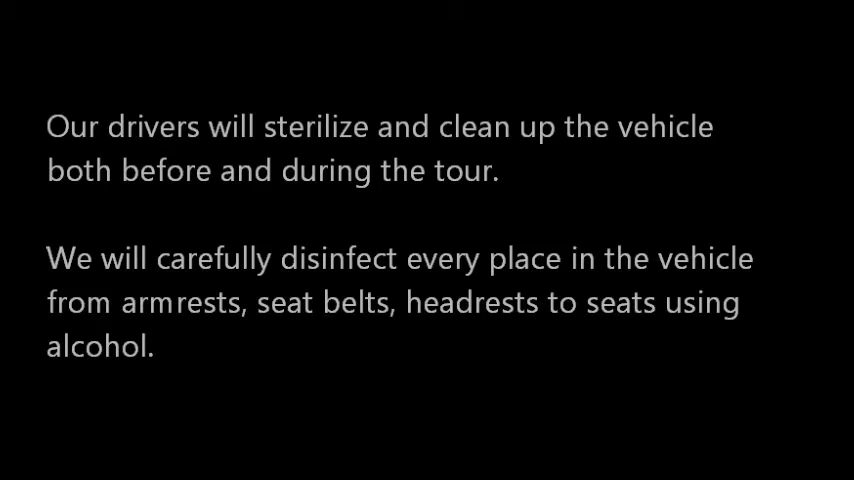 Our drivers will sterilize and clean up the vehicle
both before and during the tour.
We will carefully disinfect every place in the vehicle
from armrests, seat belts, headrests to seats using
alcohol.